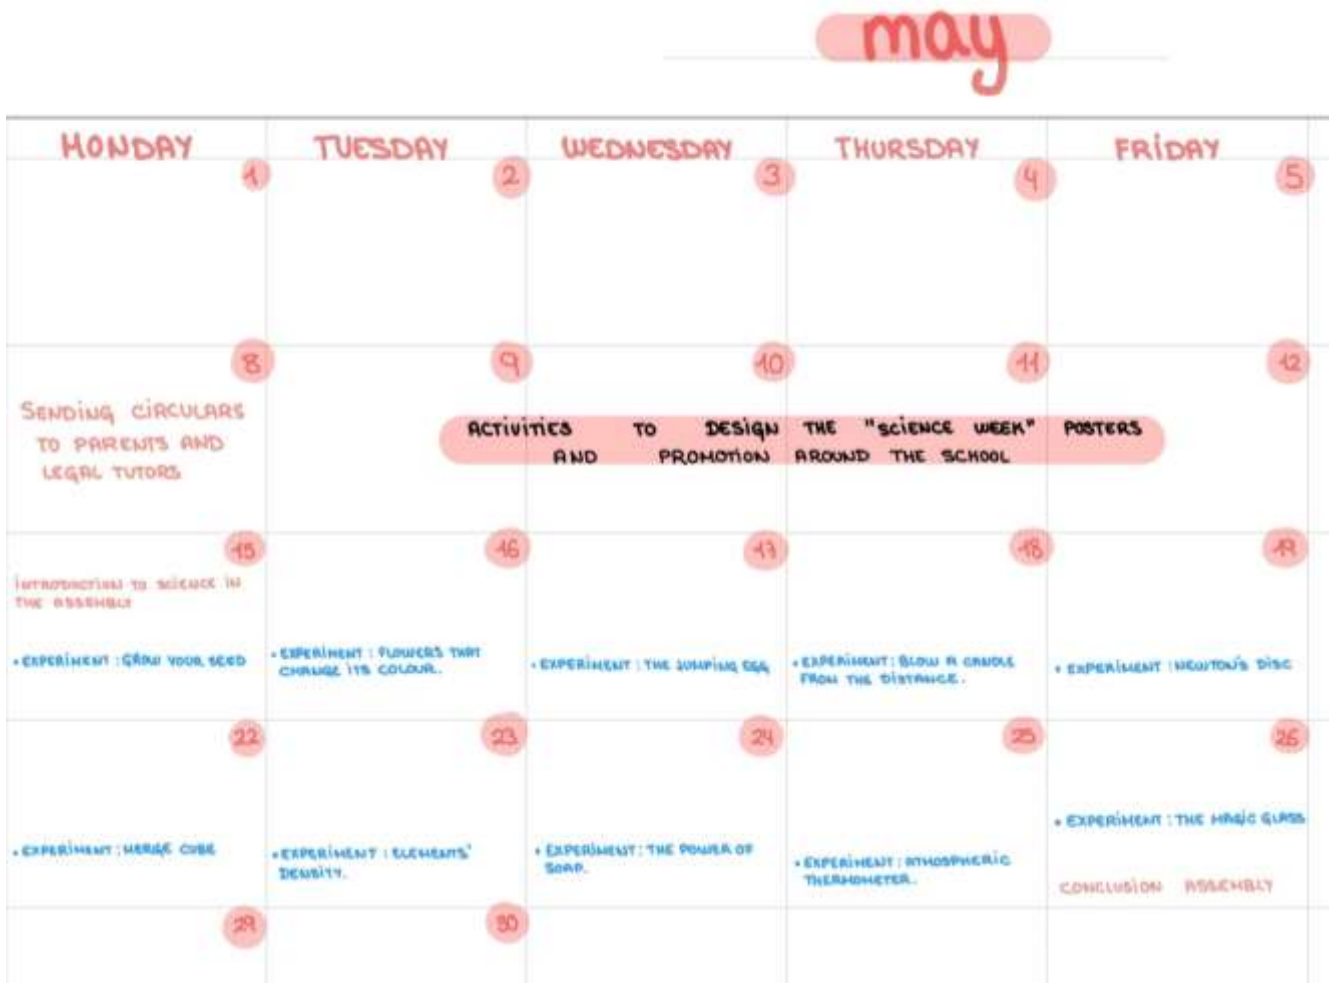 may
MONDAY TUESDAY WEDNESDAY THURSDAY FRiDAY
1 2 3 4 5
8 9 10 11 12
SENDiNG CiRCULARS
TO PARENTS AND
LEGAL TUTORS
ACTiViTiES TO DESiGN THE "SCiENCE WEEK" POSTERS
AND PROMOTiON AROUND THE SCHOOL
15 16 17 18 19
iNTRODUCTiON TO SCiENCE iN
THE ASSEMBLY
• EXPERiMENT : GROW YOUR SEED
• EXPERiMENT : FLOWERS THAT
CHANGE iTS COLOUR.
• EXPERiMENT : THE JUMPiNG EGG
• EXPERiMENT : BLOW A CANDLE
FROM THE DiSTANCE.
• EXPERiMENT : NEWTON'S DiSC
22 23 24 25 26
• EXPERiMENT : MERGE CUBE
• EXPERiMENT : ELEMENTS'
DENSiTY.
• EXPERiMENT : THE POWER OF
SOAP.
• EXPERiMENT : ATMOSPHERiC
THERMOMETER.
• EXPERiMENT : THE MAGiC GLASS
CONCLUSiON ASSEMBLY
29 30